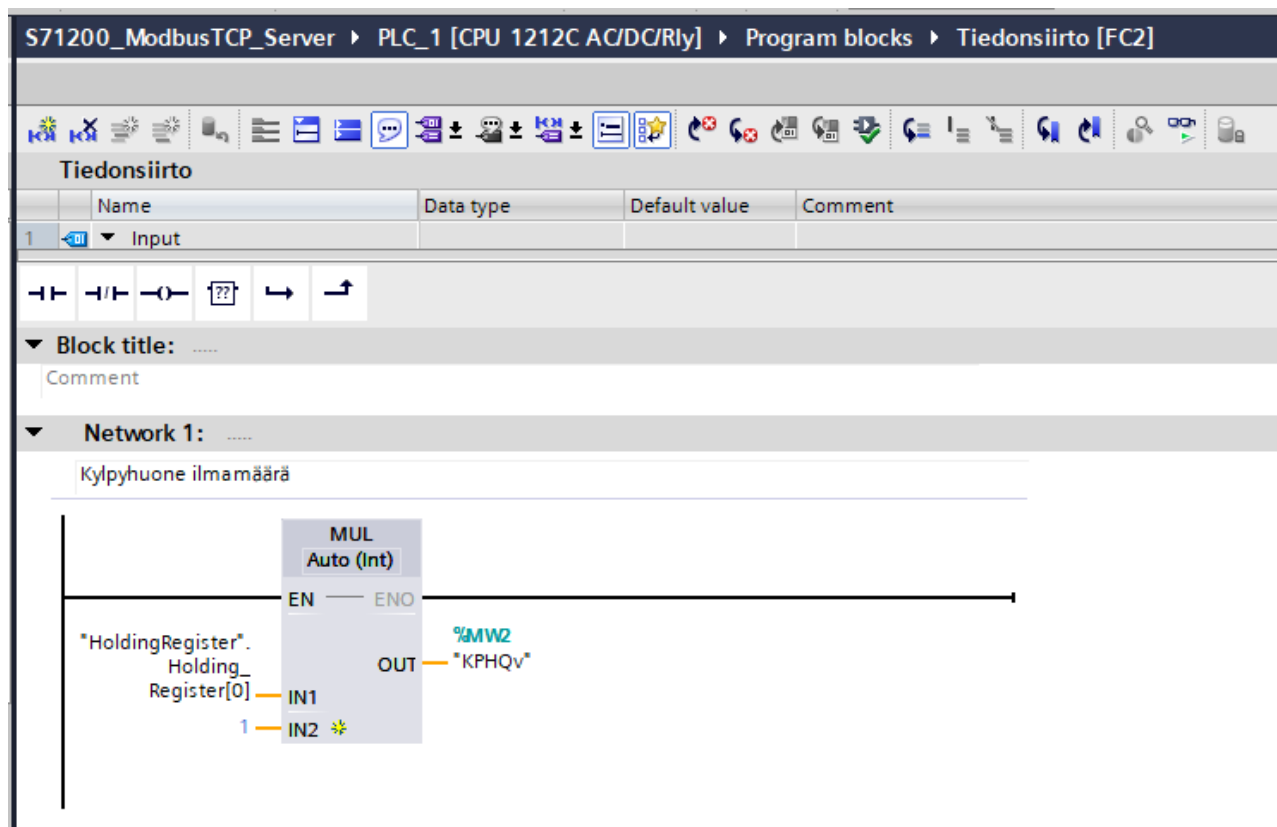 S71200_ModbusTCP_Server ▸ PLC_1 [CPU 1212C AC/DC/Rly] ▸ Program blocks ▸ Tiedonsiirto [FC2]
Tiedonsiirto
Name Data type Default value Comment
1 Input
??
Block title: .....
Comment
Network 1: .....
Kylpyhuone ilmamäärä
MUL
Auto (Int)
EN ENO
"HoldingRegister".
Holding_
Register[0]
IN1
1
IN2
OUT
%MW2
"KPHQv"